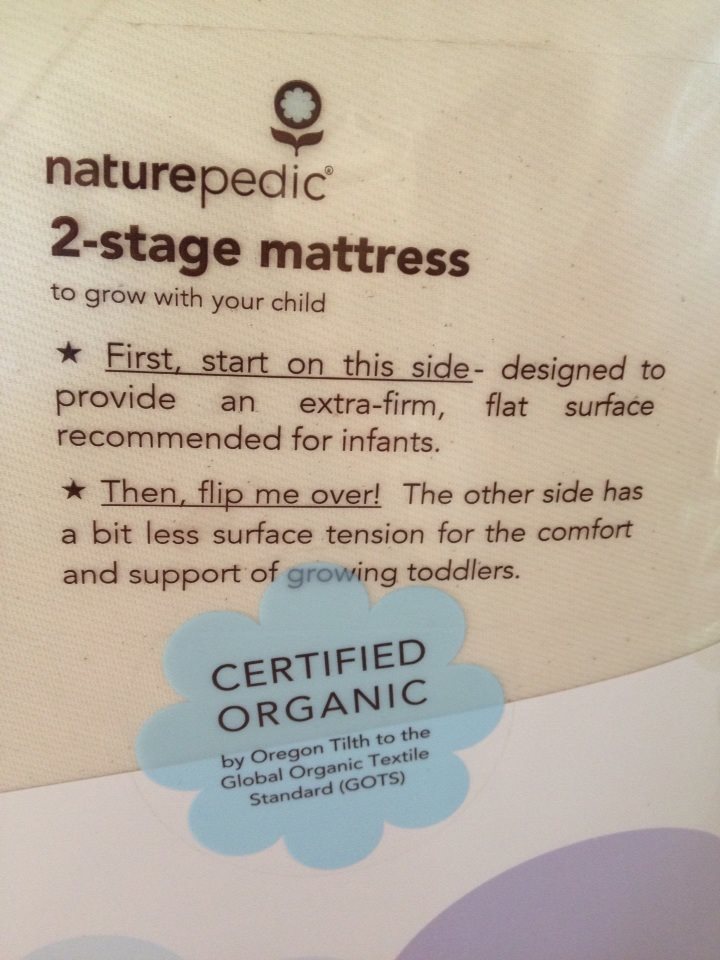 naturepedic®
2-stage mattress
to grow with your child
★ First, start on this side- designed to
provide an extra-firm, flat surface
recommended for infants.
★ Then, flip me over! The other side has
a bit less surface tension for the comfort
and support of growing toddlers.
CERTIFIED
ORGANIC
by Oregon Tilth to the
Global Organic Textile
Standard (GOTS)